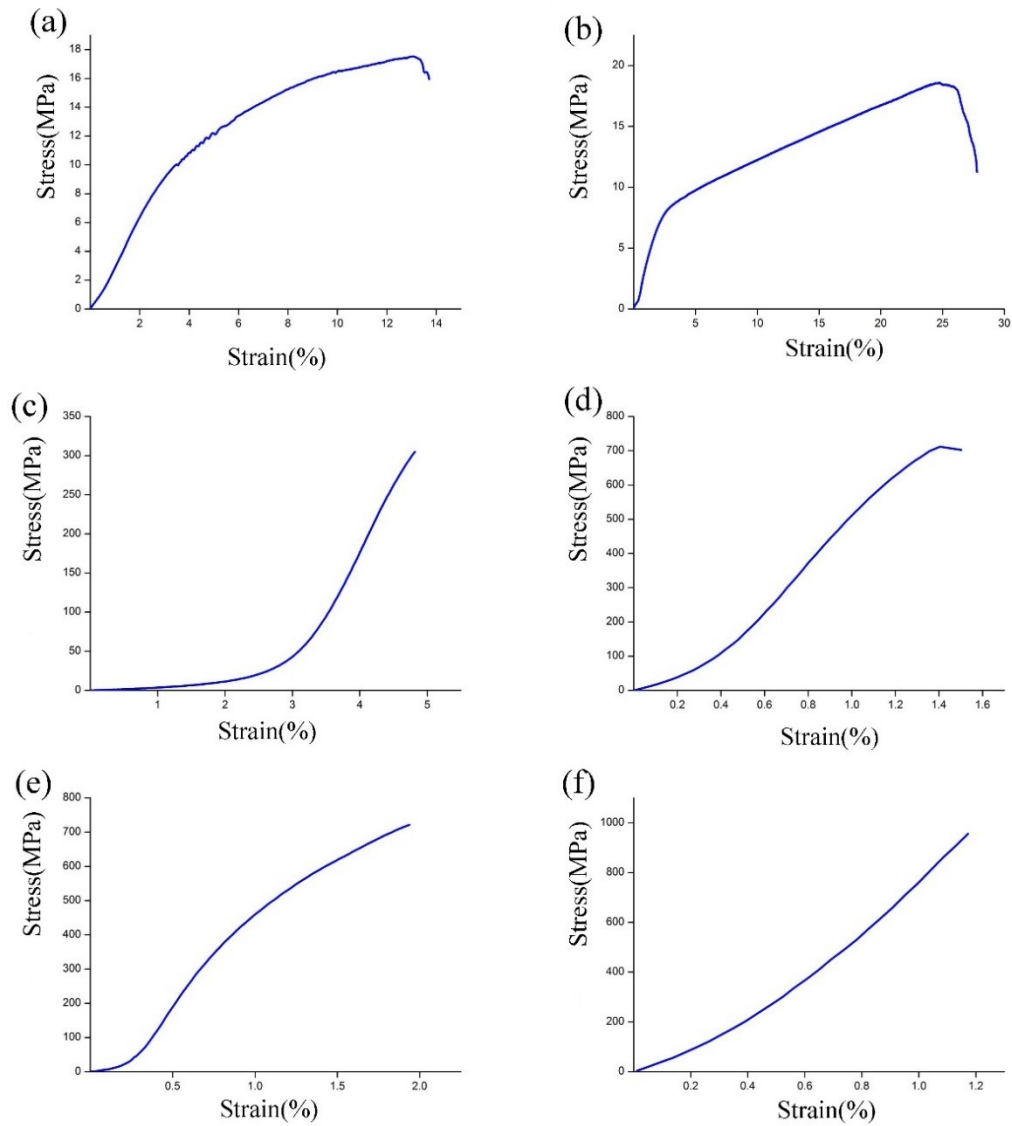 (a)
Stress(MPa)
18
16
14
12
10
8
6
4
2
0
2 4 6 8 10 12 14
Strain(%)
(b)
Stress(MPa)
20
15
10
5
0
5 10 15 20 25 30
Strain(%)
(c)
Stress(MPa)
350
300
250
200
150
100
50
0
1 2 3 4 5
Strain(%)
(d)
Stress(MPa)
800
700
600
500
400
300
200
100
0
0.2 0.4 0.6 0.8 1.0 1.2 1.4 1.6
Strain(%)
(e)
Stress(MPa)
800
700
600
500
400
300
200
100
0
0.5 1.0 1.5 2.0
Strain(%)
(f)
Stress(MPa)
1000
800
600
400
200
0
0.2 0.4 0.6 0.8 1.0 1.2
Strain(%)